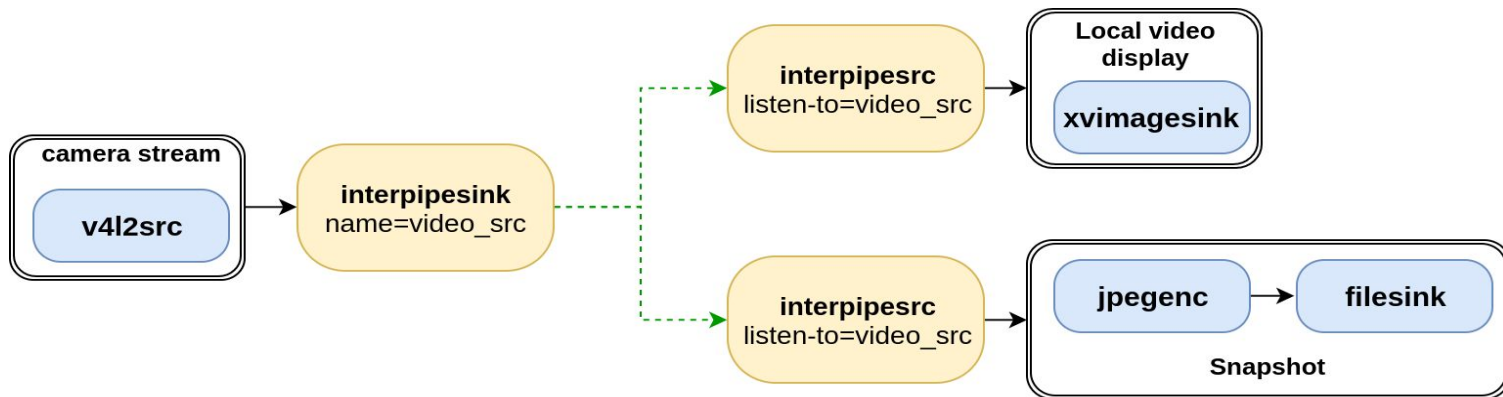 camera stream
v4l2src
interpipesink
name=video_src
interpipesrc
listen-to=video_src
Local video
display
xvimagesink
interpipesrc
listen-to=video_src
jpegenc
filesink
Snapshot